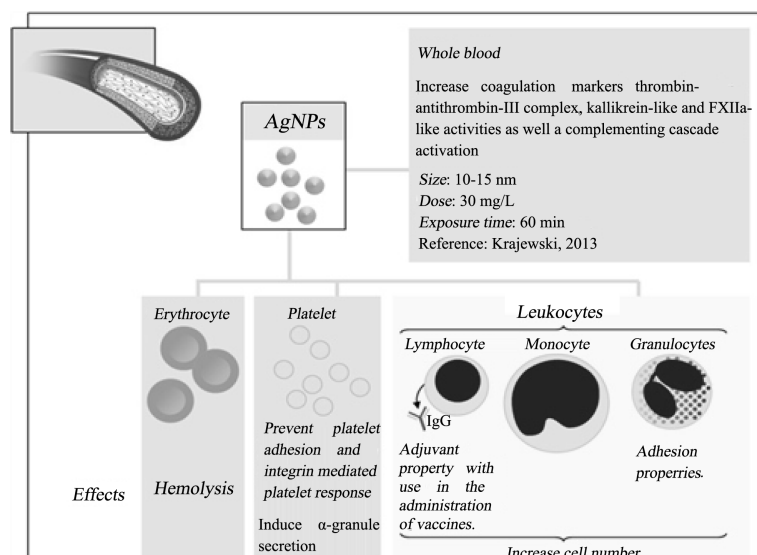 Whole blood
Increase coagulation markers thrombin-
antithrombin-III complex, kallikrein-like and FXIIa-
like activities as well a complementing cascade
activation
Size: 10-15 nm
Dose: 30 mg/L
Exposure time: 60 min
Reference: Krajewski, 2013
AgNPs
Erythrocyte
Hemolysis
Platelet
Prevent platelet
adhesion and
integrin mediated
platelet response
Induce α-granule
secretion
Leukocytes
Lymphocyte
IgG
Adjuvant
property with
use in the
administration
of vaccines.
Monocyte
Granulocytes
Adhesion
properries.
Effects
Increase cell number